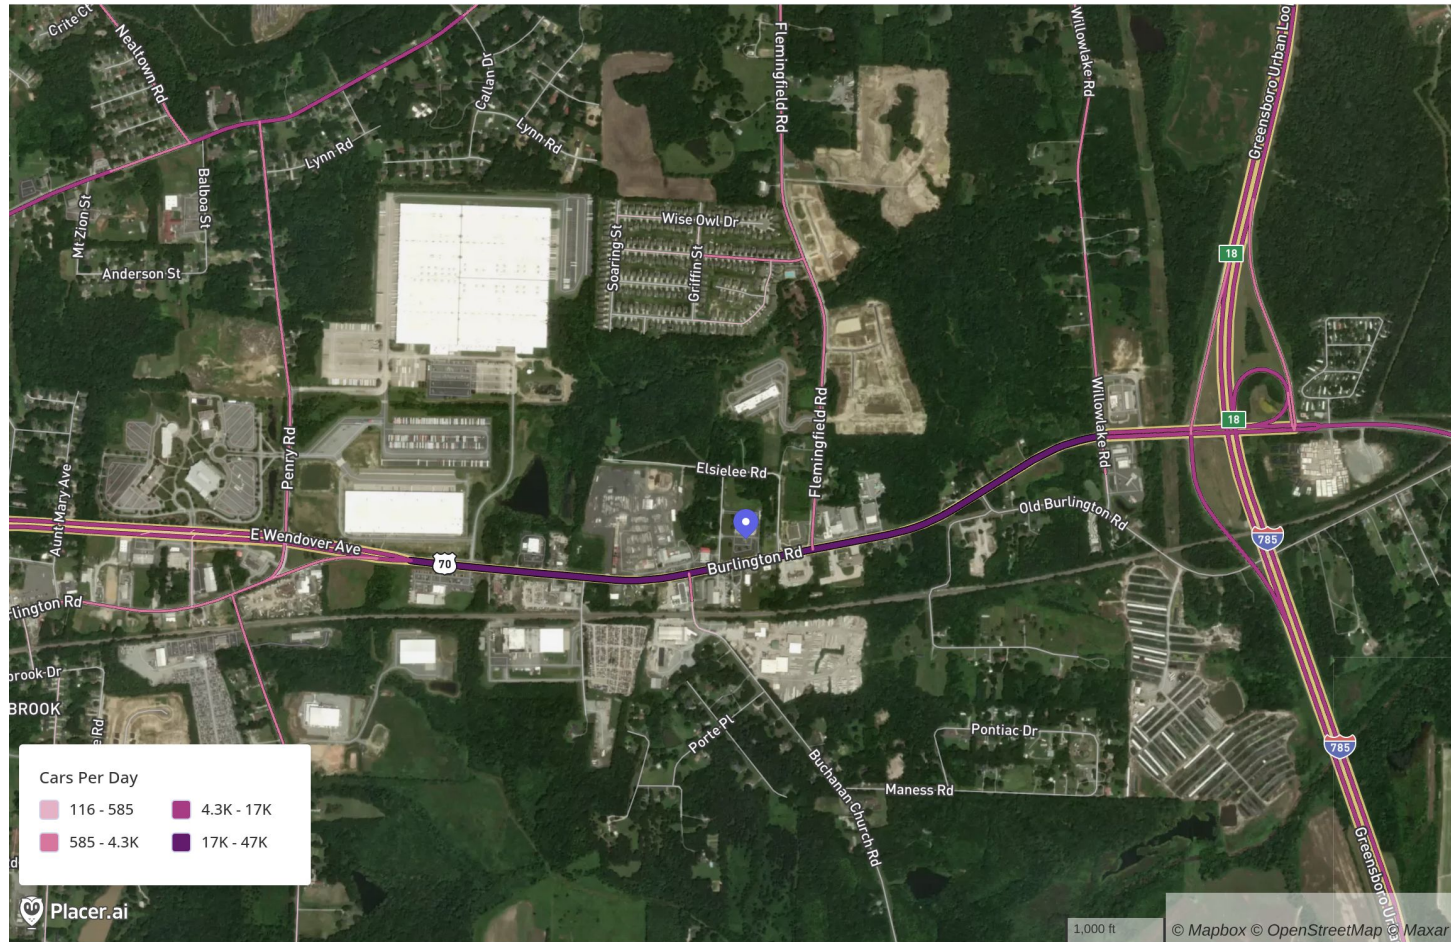 Crite Ct
Nealtown Rd
Callan Dr
Lynn Rd
Lynn Rd
Flemingfield Rd
Willowlake Rd
Greensboro Urban Loo
Mt Zion St
Balboa St
Anderson St
Wise Owl Dr
Soaring St
Griffin St
18
18
Penry Rd
Aunt Mary Ave
Elsielee Rd
Flemingfield Rd
Willowlake Rd
Old Burlington Rd
E Wendover Ave
70
Burlington Rd
785
rlington Rd
brook Dr
BROOK
e Rd
Porte Pl
Pontiac Dr
785
Buchanan Church Rd
Maness Rd
Greensboro Urba
Cars Per Day
116 - 585
4.3K - 17K
585 - 4.3K
17K - 47K
d
Placer.ai
1,000 ft
© Mapbox © OpenStreetMap © Maxar